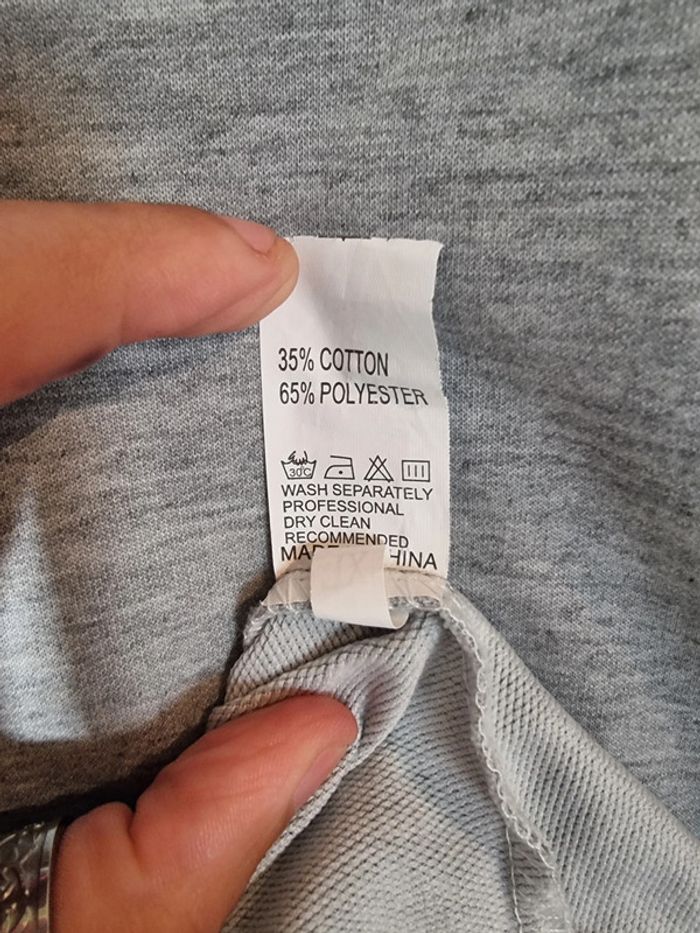 35% COTTON
65% POLYESTER
30°C
WASH SEPARATELY
PROFESSIONAL
DRY CLEAN
RECOMMENDED